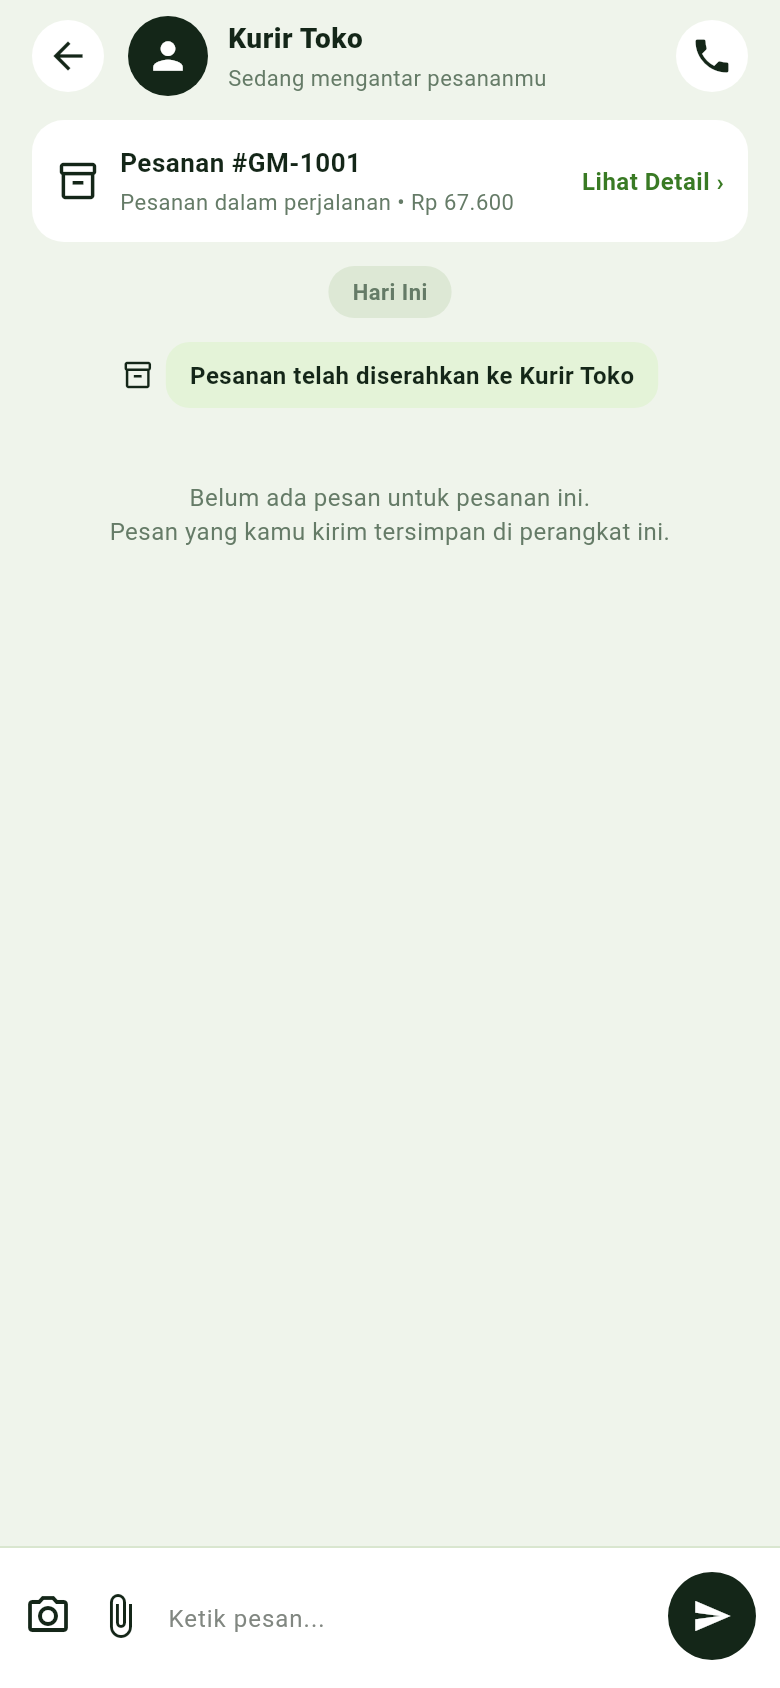 Kurir Toko
Sedang mengantar pesananmu
Pesanan #GM-1001
Pesanan dalam perjalanan • Rp 67.600
Lihat Detail ›
Hari Ini
Pesanan telah diserahkan ke Kurir Toko
Belum ada pesan untuk pesanan ini.
Pesan yang kamu kirim tersimpan di perangkat ini.
Ketik pesan...